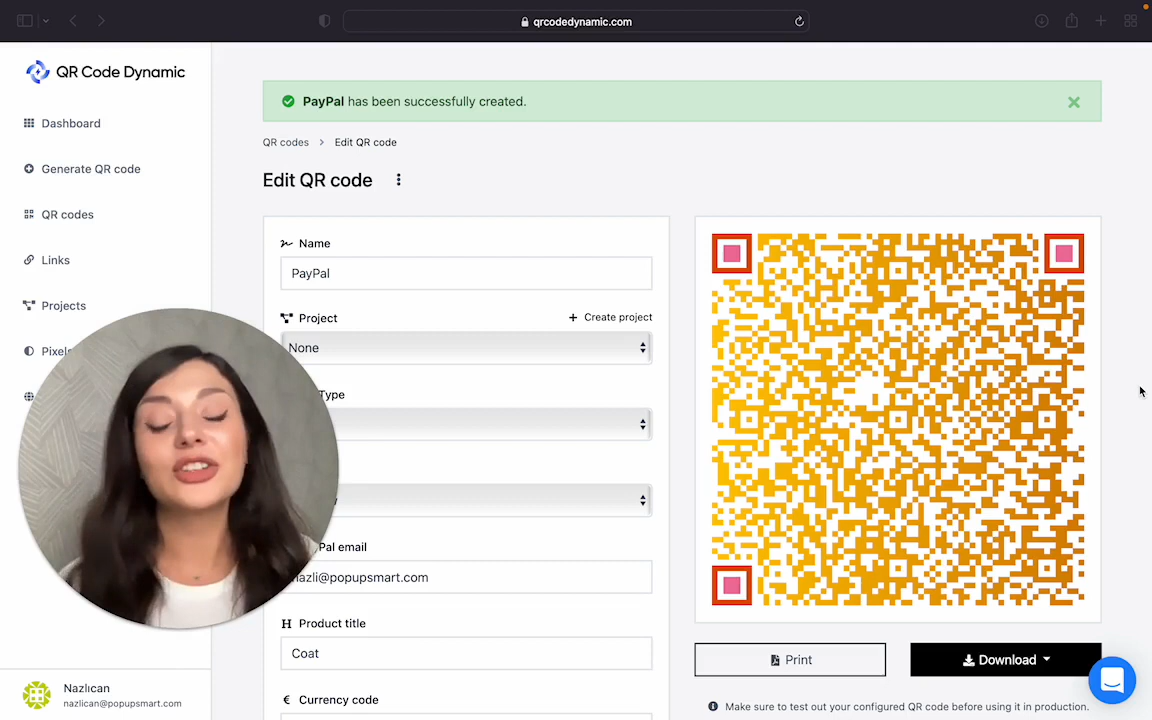 qrcodedynamic.com
QR Code Dynamic
Dashboard
Generate QR code
QR codes
Links
Projects
Pixels
Nazlıcan
nazlican@popupsmart.com
PayPal has been successfully created.
QR codes > Edit QR code
Edit QR code
Name
PayPal
Project
+ Create project
None
Type
Pal email
nazli@popupsmart.com
Product title
Coat
Currency code
Print
Download
Make sure to test out your configured QR code before using it in production.